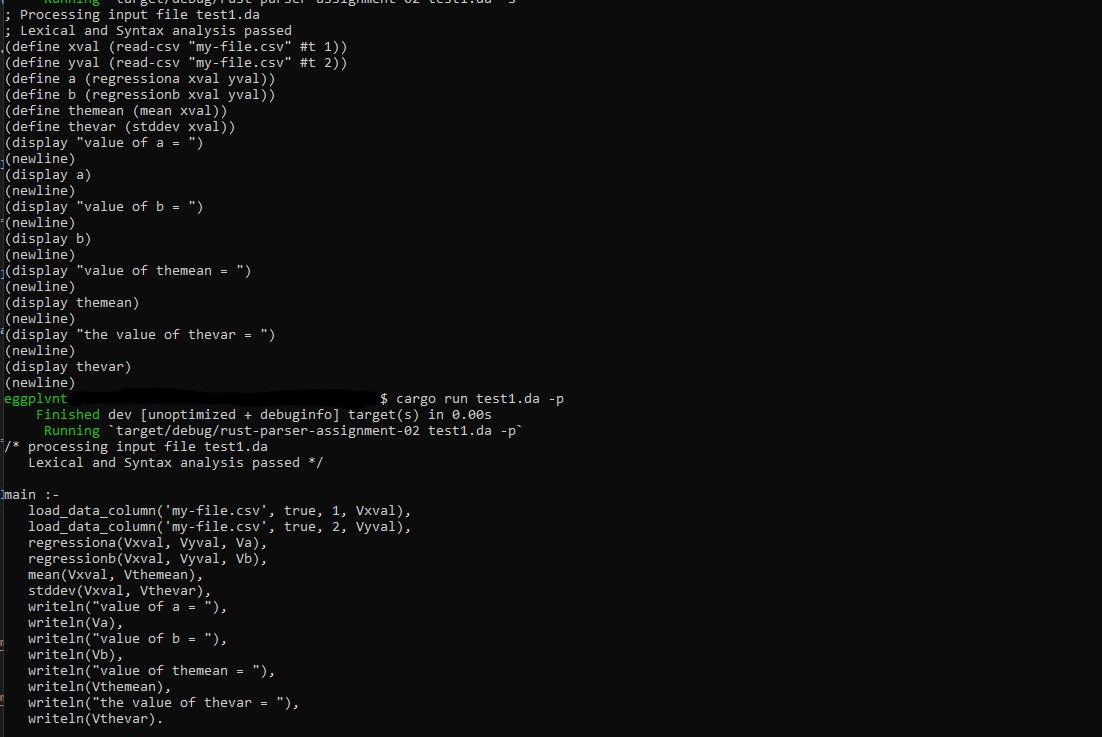 Running `target/debug/rust-parser-assignment-02 test1.da -s`
; Processing input file test1.da
; Lexical and Syntax analysis passed
(define xval (read-csv "my-file.csv" #t 1))
(define yval (read-csv "my-file.csv" #t 2))
(define a (regressiona xval yval))
(define b (regressionb xval yval))
(define themean (mean xval))
(define thevar (stddev xval))
(display "value of a = ")
(newline)
(display a)
(newline)
(display "value of b = ")
(newline)
(display b)
(newline)
(display "value of themean = ")
(newline)
(display themean)
(newline)
(display "the value of thevar = ")
(newline)
(display thevar)
(newline)
eggplvnt $ cargo run test1.da -p
    Finished dev [unoptimized + debuginfo] target(s) in 0.00s
     Running `target/debug/rust-parser-assignment-02 test1.da -p`
/* processing input file test1.da
   Lexical and Syntax analysis passed */
main :-
   load_data_column('my-file.csv', true, 1, Vxval),
   load_data_column('my-file.csv', true, 2, Vyval),
   regressiona(Vxval, Vyval, Va),
   regressionb(Vxval, Vyval, Vb),
   mean(Vxval, Vthemean),
   stddev(Vxval, Vthevar),
   writeln("value of a = "),
   writeln(Va),
   writeln("value of b = "),
   writeln(Vb),
   writeln("value of themean = "),
   writeln(Vthemean),
   writeln("the value of thevar = "),
   writeln(Vthevar).